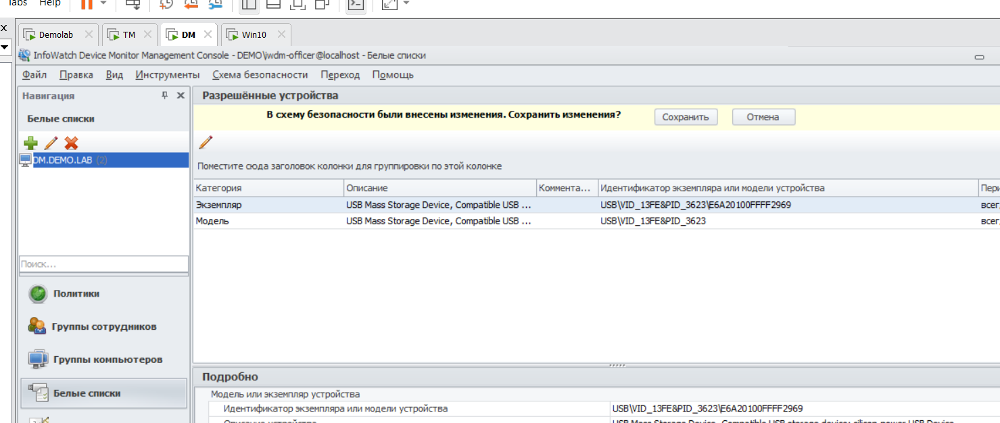 Tabs Help
Demolab TM DM Win10
InfoWatch Device Monitor Management Console - DEMO\iwdm-officer@localhost - Белые списки
Файл Правка Вид Инструменты Схема безопасности Переход Помощь
Навигация
Разрешённые устройства
Белые списки
В схему безопасности были внесены изменения. Сохранить изменения?
Сохранить
Отмена
DM.DEMO.LAB (2)
Поместите сюда заголовок колонки для группировки по этой колонке
Категория Описание Коммента... Идентификатор экземпляра или модели устройства
Экземпляр USB Mass Storage Device, Compatible USB ... USB\VID_13FE&PID_3623\E6A20100FFFF2969
Модель USB Mass Storage Device, Compatible USB ... USB\VID_13FE&PID_3623
Поиск...
Политики
Группы сотрудников
Группы компьютеров
Белые списки
Подробно
Модель или экземпляр устройства
Идентификатор экземпляра или модели устройства USB\VID_13FE&PID_3623\E6A20100FFFF2969